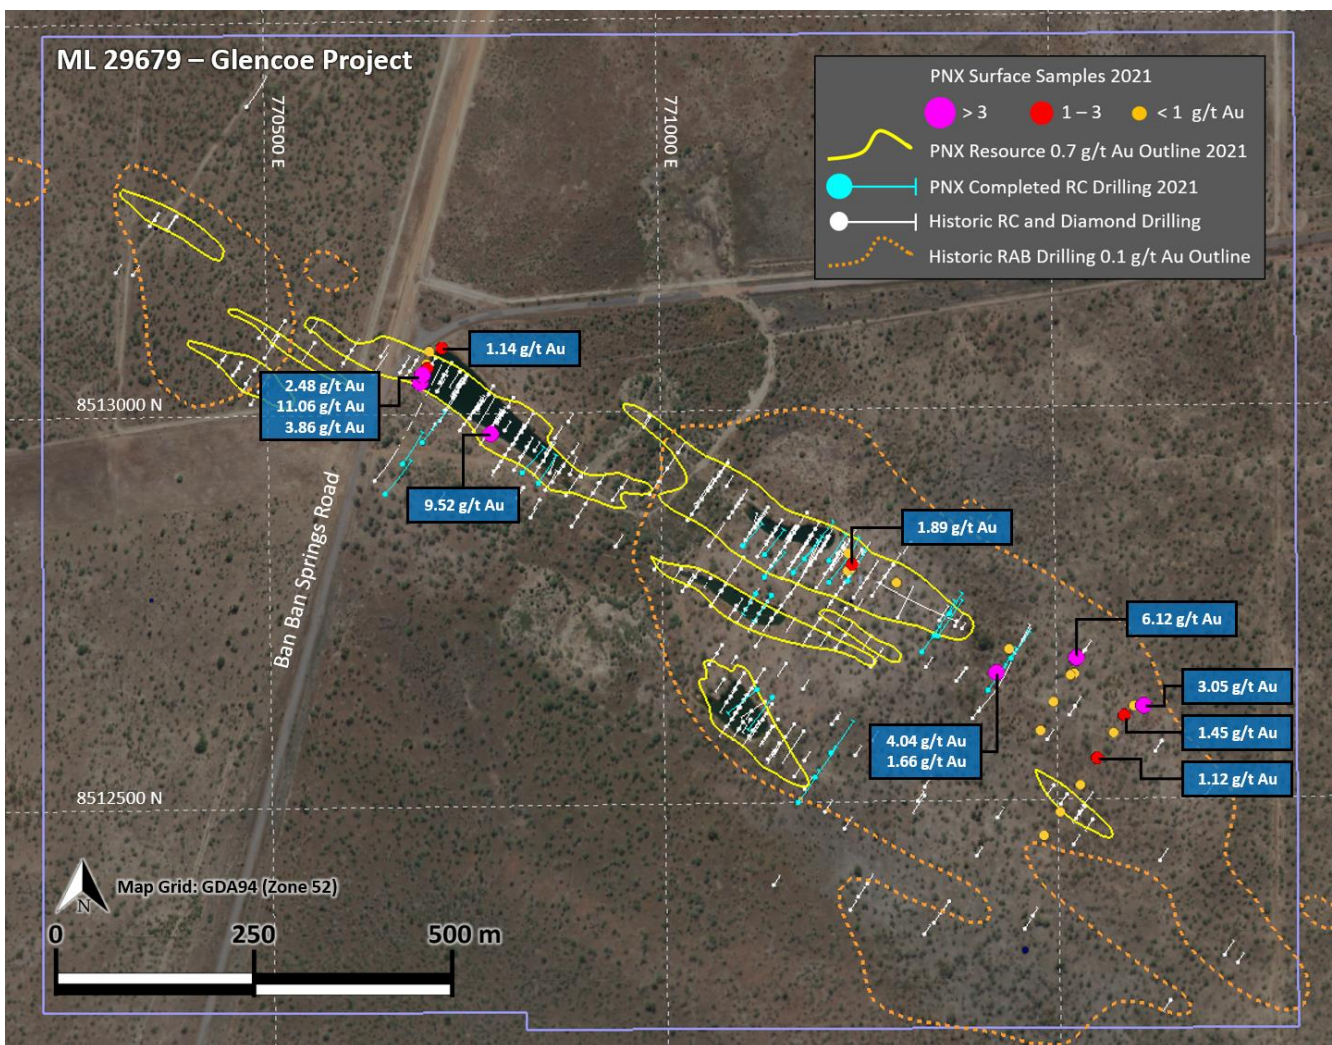 ML 29679 – Glencoe Project
PNX Surface Samples 2021
> 3
1 – 3
< 1 g/t Au
PNX Resource 0.7 g/t Au Outline 2021
PNX Completed RC Drilling 2021
Historic RC and Diamond Drilling
Historic RAB Drilling 0.1 g/t Au Outline
770500 E
771000 E
1.14 g/t Au
2.48 g/t Au
11.06 g/t Au
3.86 g/t Au
8513000 N
9.52 g/t Au
Ban Ban Springs Road
1.89 g/t Au
6.12 g/t Au
3.05 g/t Au
1.45 g/t Au
4.04 g/t Au
1.66 g/t Au
1.12 g/t Au
8512500 N
N
Map Grid: GDA94 (Zone 52)
0
250
500 m